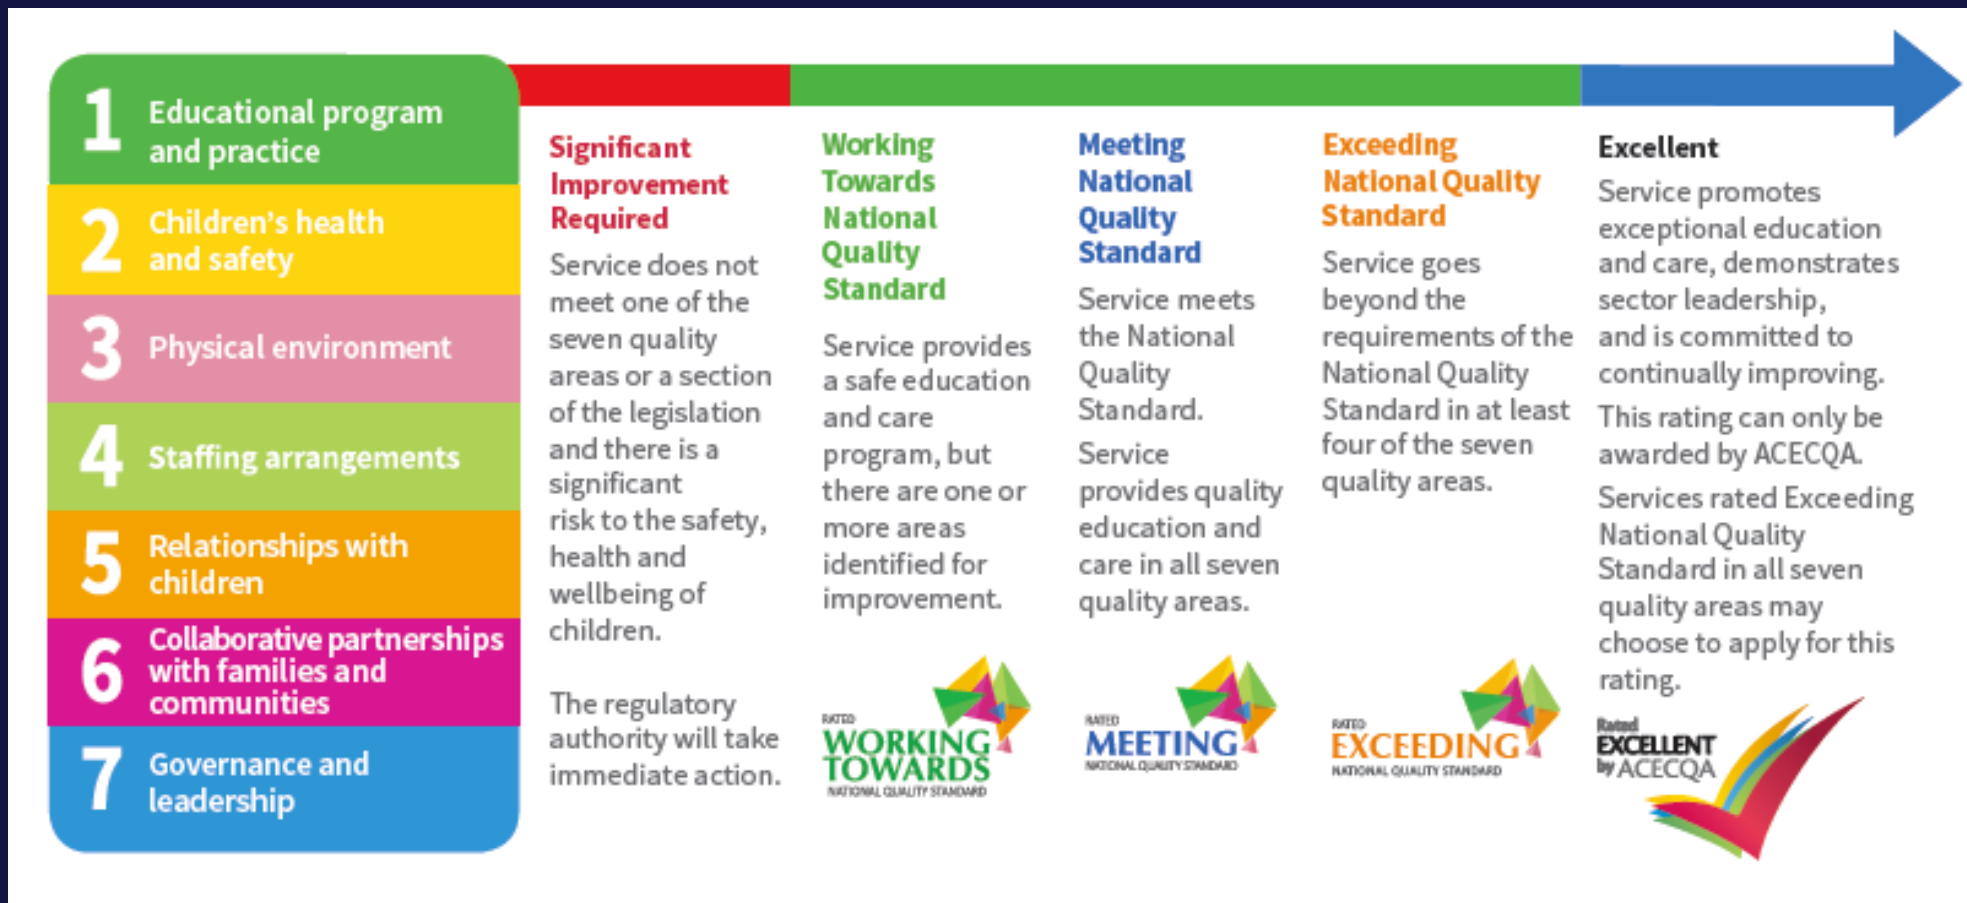 1
Educational program
and practice
2
Children's health
and safety
3
Physical environment
4
Staffing arrangements
5
Relationships with
children
6
Collaborative partnerships
with families and
communities
7
Governance and
leadership
Significant
Improvement
Required
Service does not
meet one of the
seven quality
areas or a section
of the legislation
and there is a
significant
risk to the safety,
health and
wellbeing of
children.
The regulatory
authority will take
immediate action.
Working
Towards
National
Quality
Standard
Service provides
a safe education
and care
program, but
there are one or
more areas
identified for
improvement.
RATED
WORKING
TOWARDS
NATIONAL QUALITY STANDARD
Meeting
National
Quality
Standard
Service meets
the National
Quality
Standard.
Service
provides quality
education and
care in all seven
quality areas.
RATED
MEETING
NATIONAL QUALITY STANDARD
Exceeding
National Quality
Standard
Service goes
beyond the
requirements of the
National Quality
Standard in at least
four of the seven
quality areas.
RATED
EXCEEDING
NATIONAL QUALITY STANDARD
Excellent
Service promotes
exceptional education
and care, demonstrates
sector leadership,
and is committed to
continually improving.
This rating can only be
awarded by ACECQA.
Services rated Exceeding
National Quality
Standard in all seven
quality areas may
choose to apply for this
rating.
Rated
EXCELLENT
by ACECQA